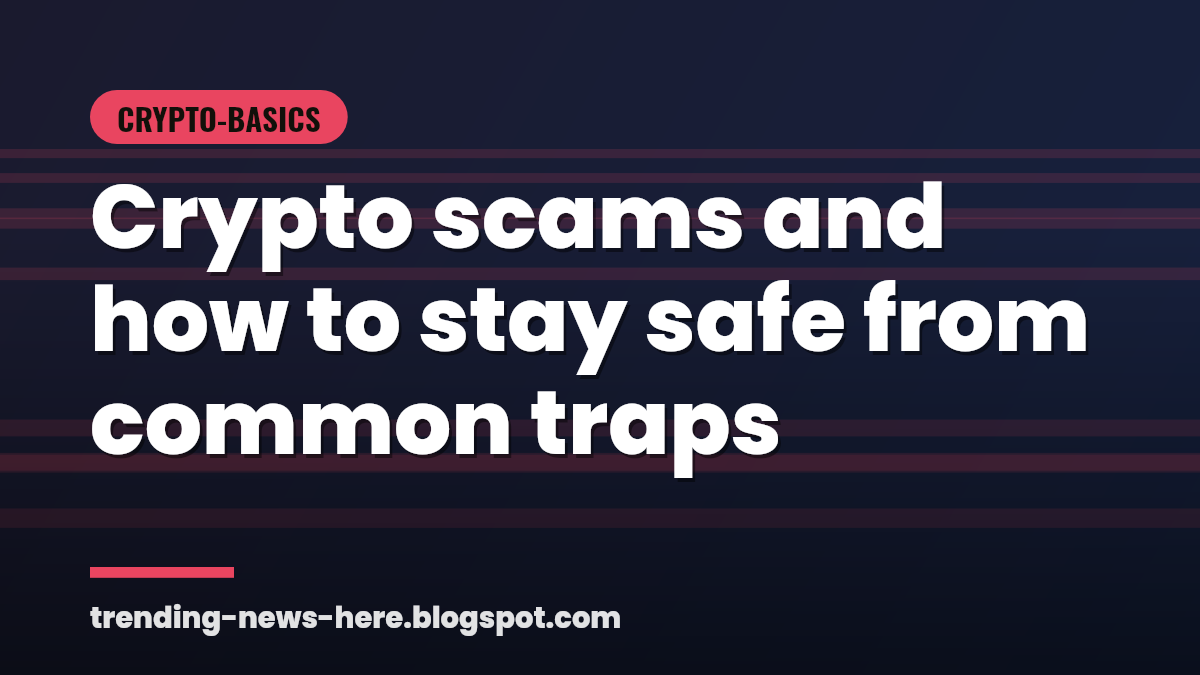 CRYPTO-BASICS
Crypto scams and
how to stay safe from
common traps
trending-news-here.blogspot.com